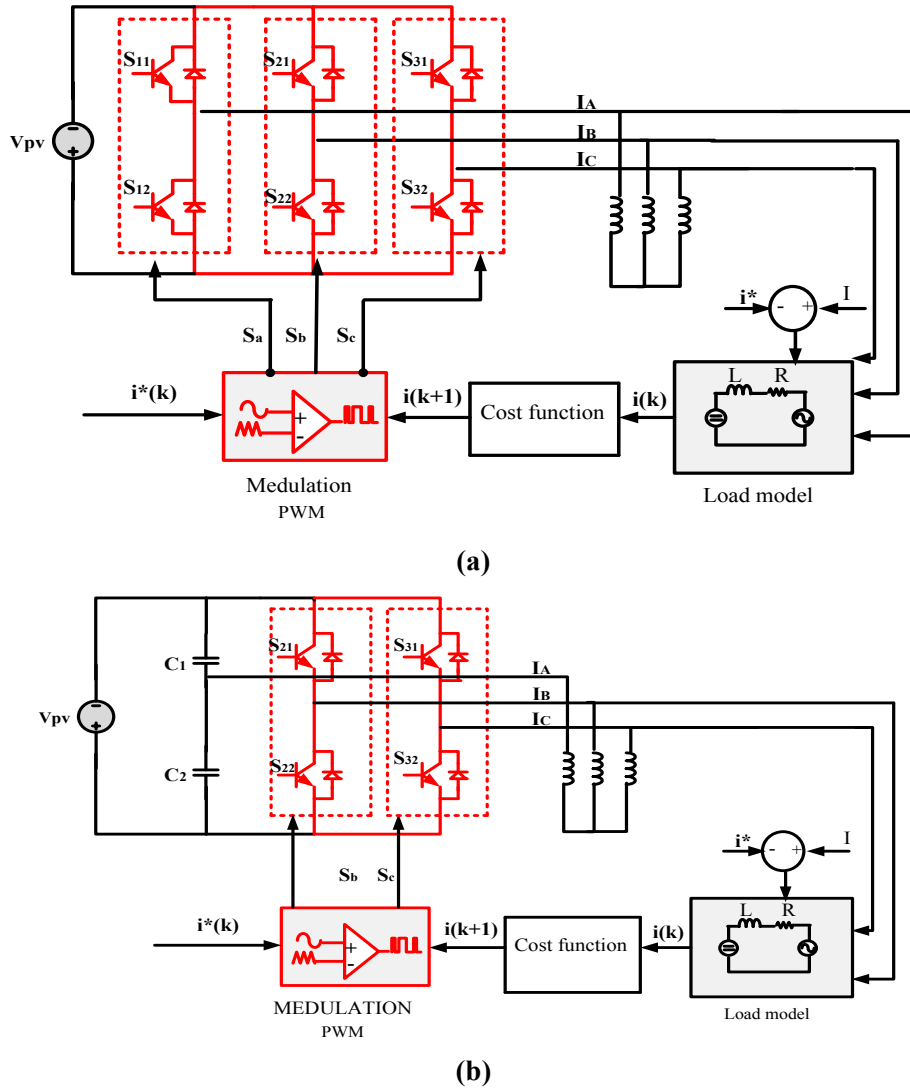 S11
S21
S31
IA
Vpv
-
+
IB
IC
S12
S22
S32
i*
-
+
I
Sa
Sb
Sc
i*(k)
+
-
i(k+1)
Cost function
i(k)
L
R
Medulation
PWM
Load model
(a)
S21
S31
C1
IA
IB
Vpv
-
+
IC
C2
S22
S32
i*
-
+
I
Sb
Sc
i*(k)
+
-
i(k+1)
Cost function
i(k)
L
R
MEDULATION
PWM
Load model
(b)